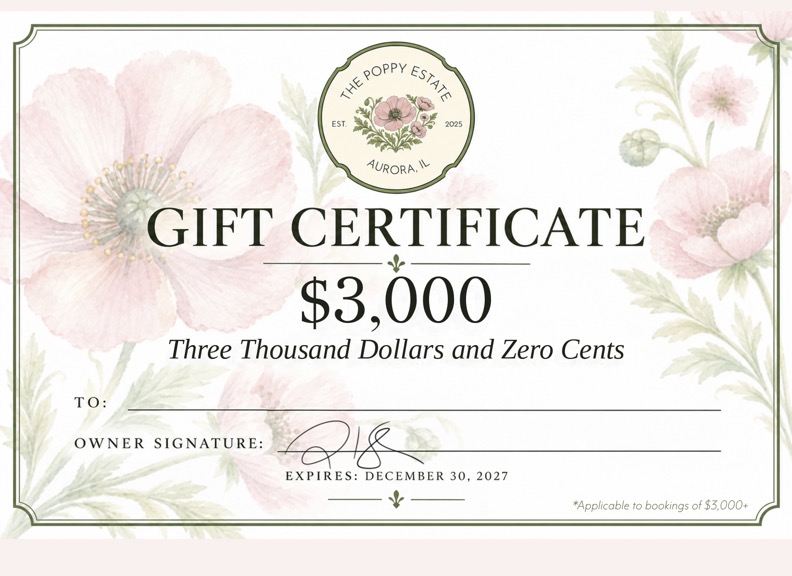 THE POPPY ESTATE
EST. 2025
AURORA, IL
GIFT CERTIFICATE
$3,000
Three Thousand Dollars and Zero Cents
TO:
OWNER SIGNATURE:
EXPIRES: DECEMBER 30, 2027
*Applicable to bookings of $3,000+